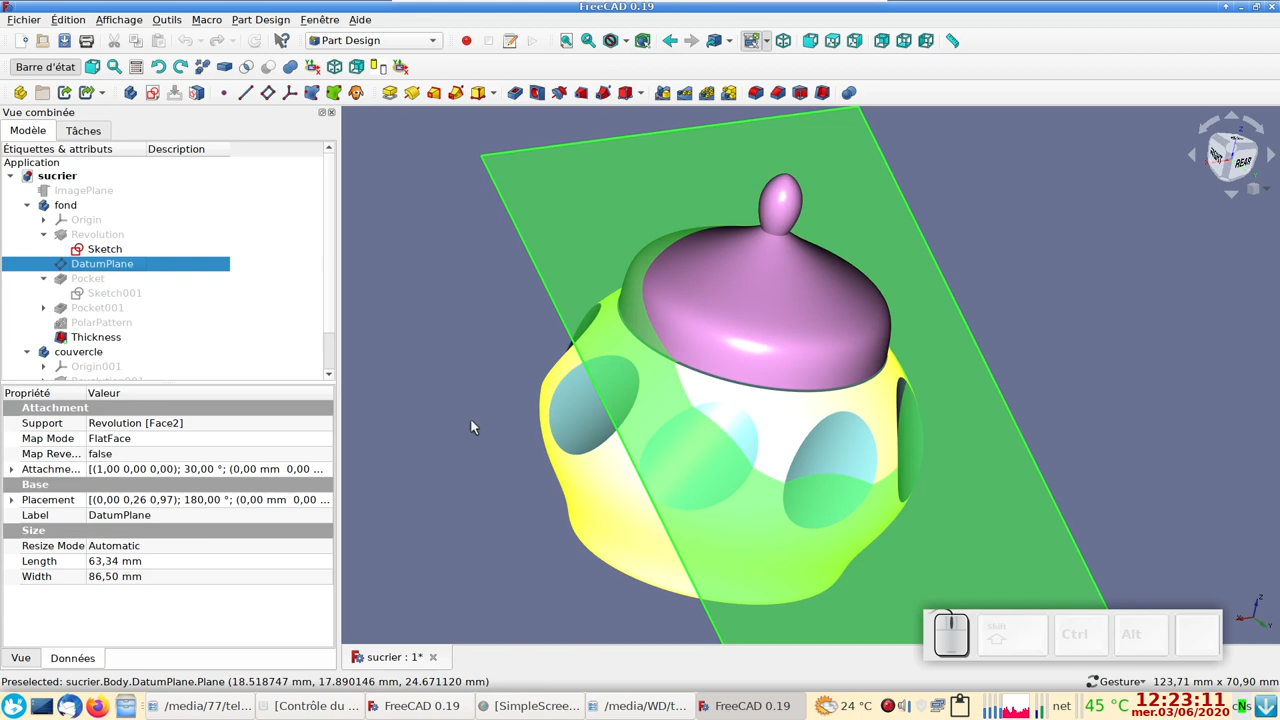 FreeCAD 0.19
Fichier Édition Affichage Outils Macro Part Design Fenêtre Aide
Part Design
Barre d'état
Vue combinée
Modèle Tâches
Étiquettes & attributs Description
Application
sucrier
ImagePlane
fond
Origin
Revolution
Sketch
DatumPlane
Pocket
Sketch001
Pocket001
PolarPattern
Thickness
couvercle
Origin001
Propriété Valeur
Attachment
Support Revolution [Face2]
Map Mode FlatFace
Map Reve... false
Attachme... [(1,00 0,00 0,00); 30,00 °; (0,00 mm 0,00 ...
Base
Placement [(0,00 0,26 0,97); 180,00 °; (0,00 mm 0,00 ...
Label DatumPlane
Size
Resize Mode Automatic
Length 63,34 mm
Width 86,50 mm
Vue Données
REAR
Shift
Ctrl Alt
sucrier : 1*
Preselected: sucrier.Body.DatumPlane.Plane (18.518747 mm, 17.890146 mm, 24.671120 mm)
Gesture 123,71 mm x 70,90 mm
/media/77/tei... [Contrôle du ... FreeCAD 0.19 [SimpleScree... /media/WD/t... FreeCAD 0.19 24 °C net 45 °C 12:23:11
mer.03/06/2020